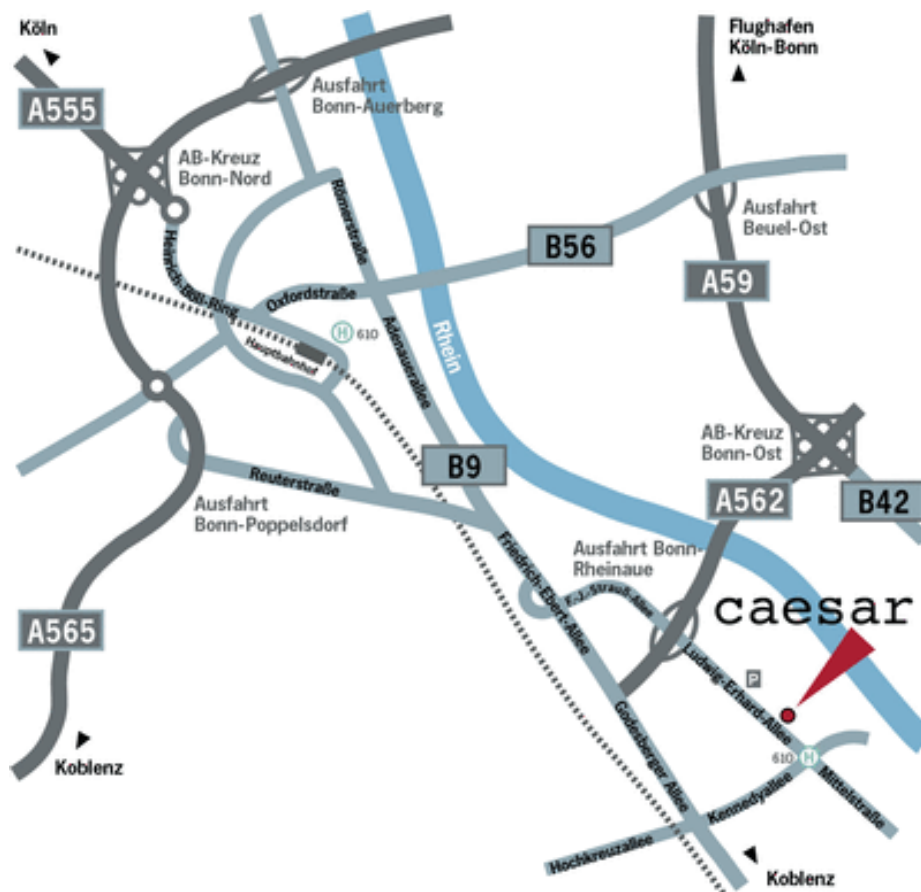 Köln
Flughafen
Köln-Bonn
Ausfahrt
Bonn-Auerberg
A555
AB-Kreuz
Bonn-Nord
Römerstraße
Ausfahrt
Beuel-Ost
B56
Heinrich-Böll-Ring
Oxfordstraße
A59
H 610
Hauptbahnhof
Adenauerallee
Rhein
AB-Kreuz
Bonn-Ost
B9
Reuterstraße
A562
B42
Ausfahrt
Bonn-Poppelsdorf
Ausfahrt Bonn-
Rheinaue
Friedrich-Ebert-Allee
F.-J.-Strauß-Allee
caesar
A565
Ludwig-Erhard-Allee
P
Godesberger Allee
Koblenz
610 H
Mittelstraße
Kennedyallee
Hochkreuzallee
Koblenz